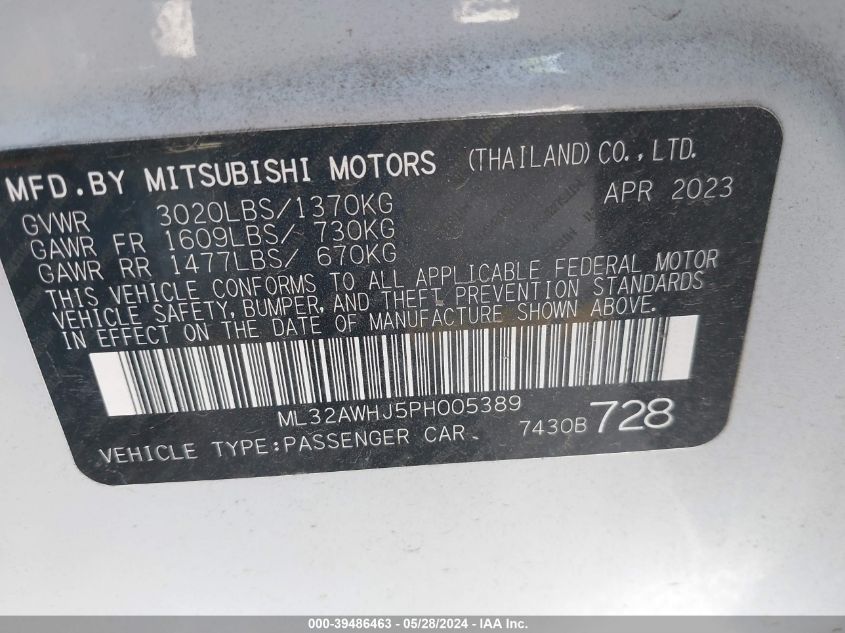 MFD.BY MITSUBISHI MOTORS (THAILAND)CO.,LTD.
GVWR 3020LBS/1370KG APR 2023
GAWR FR 1609LBS/ 730KG
GAWR RR 1477LBS/ 670KG
THIS VEHICLE CONFORMS TO ALL APPLICABLE FEDERAL MOTOR
VEHICLE SAFETY, BUMPER, AND THEFT PREVENTION STANDARDS
IN EFFECT ON THE DATE OF MANUFACTURE SHOWN ABOVE.
ML32AWHJ5PH005389
VEHICLE TYPE:PASSENGER CAR 7430B 728
000-39486463 - 05/28/2024 - IAAI.COM